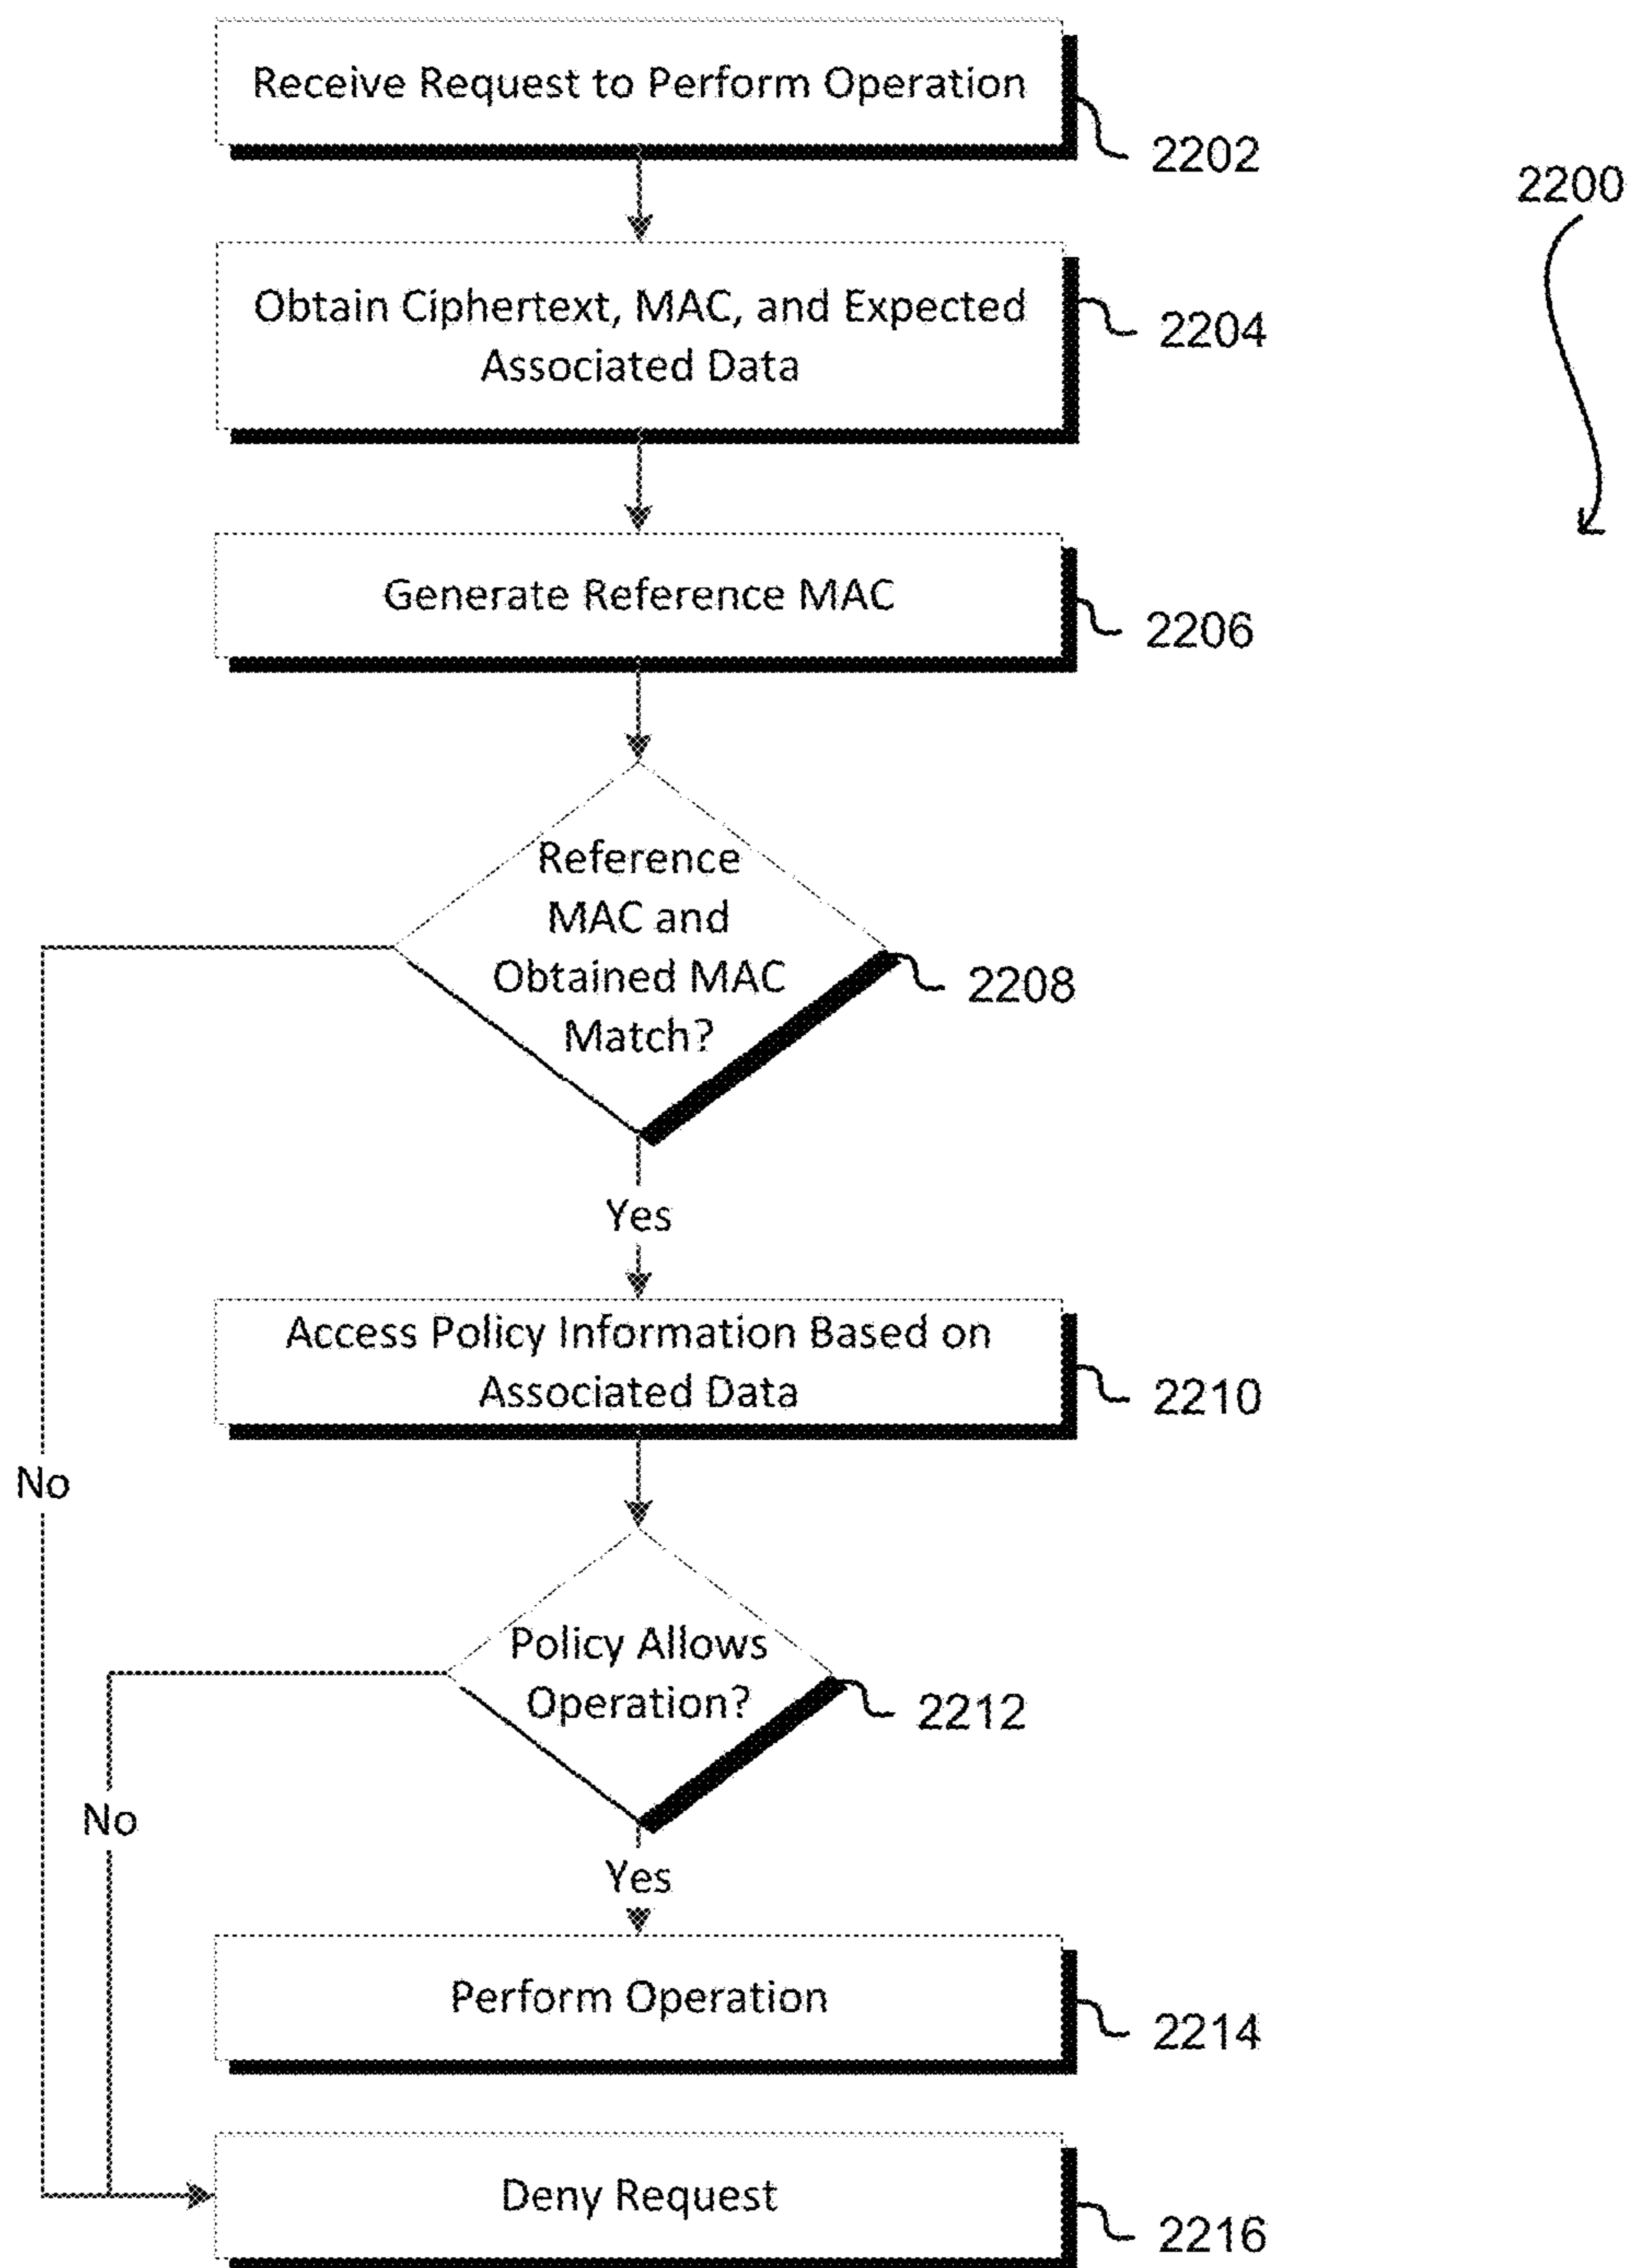 Receive Request to Perform Operation
2202
2200
Obtain Ciphertext, MAC, and Expected
Associated Data
2204
Generate Reference MAC
2206
Reference
MAC and
Obtained MAC
Match?
2208
Yes
Access Policy Information Based on
Associated Data
2210
No
Policy Allows
Operation?
2212
No
Yes
Perform Operation
2214
Deny Request
2216